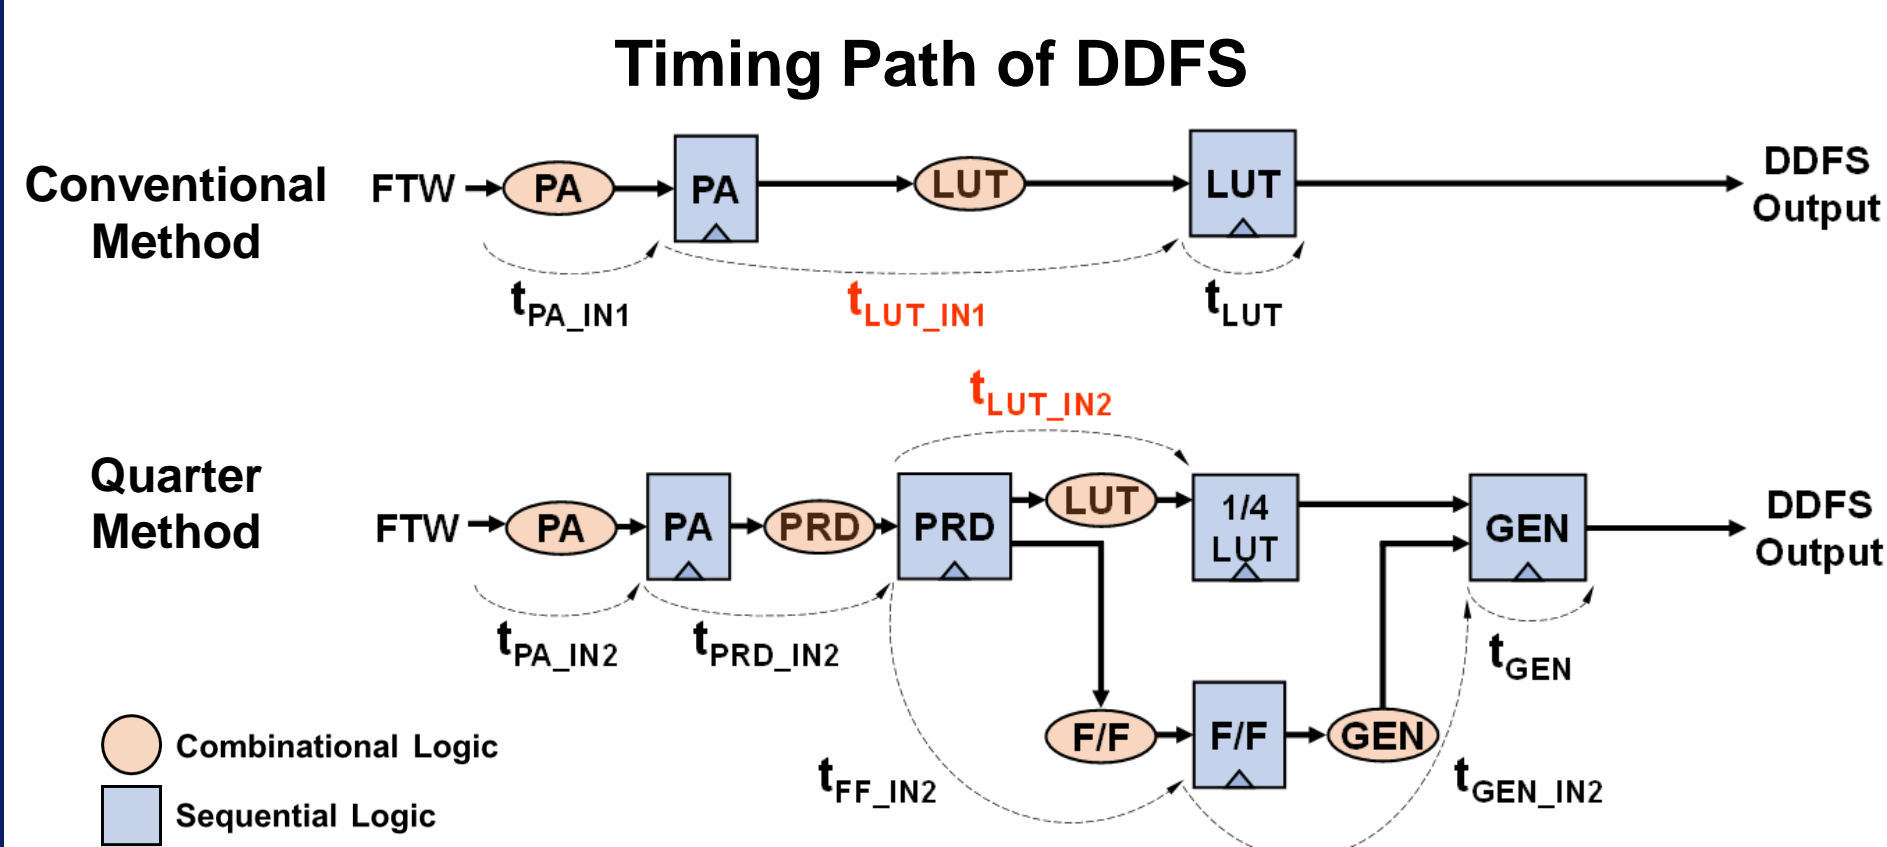 Timing Path of DDFS
Conventional
Method
FTW
PA
PA
LUT
LUT
DDFS
Output
tPA_IN1
tLUT_IN1
tLUT
tLUT_IN2
Quarter
Method
FTW
PA
PA
PRD
PRD
LUT
1/4
LUT
GEN
DDFS
Output
tPA_IN2
tPRD_IN2
tGEN
F/F
F/F
GEN
tFF_IN2
tGEN_IN2
Combinational Logic
Sequential Logic